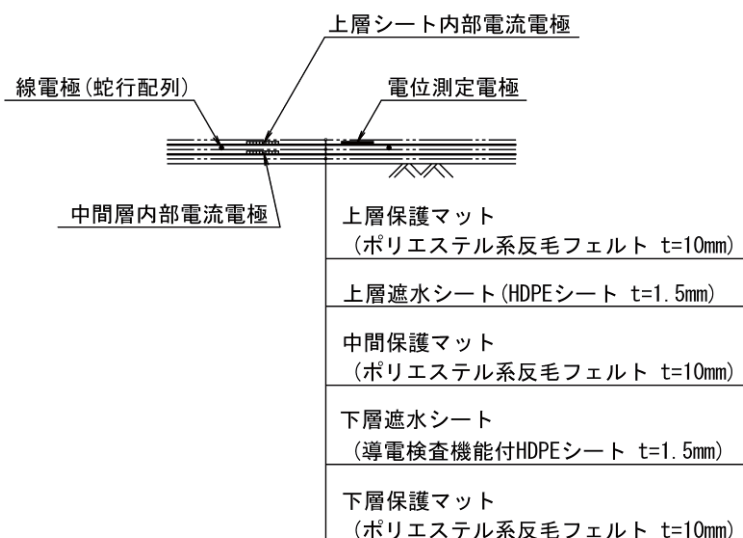 上層シート内部電流電極
線電極(蛇行配列)
電位測定電極
中間層内部電流電極
上層保護マット
(ポリエステル系反毛フェルト t=10mm)
上層遮水シート(HDPEシート t=1.5mm)
中間保護マット
(ポリエステル系反毛フェルト t=10mm)
下層遮水シート
(導電検査機能付HDPEシート t=1.5mm)
下層保護マット
(ポリエステル系反毛フェルト t=10mm)